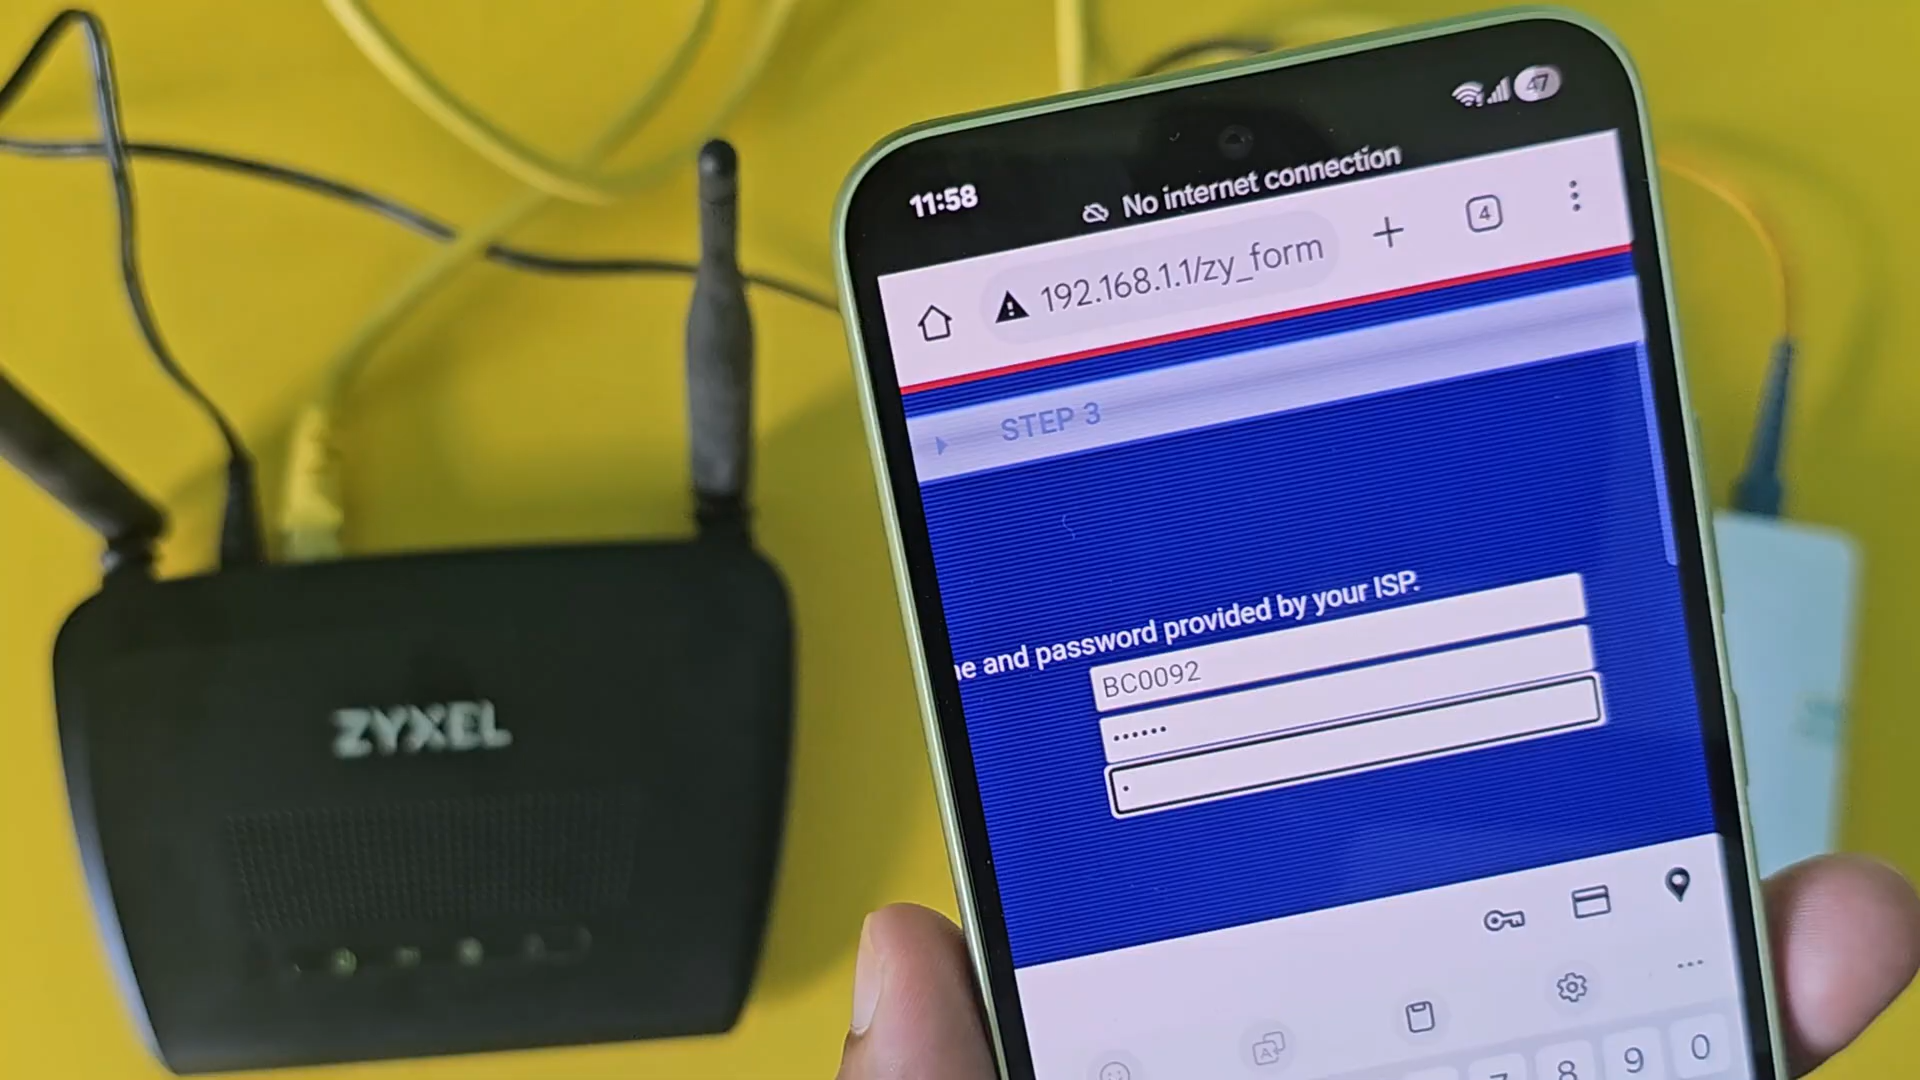 11:58
47
No internet connection
192.168.1.1/zy_form
4
STEP 3
and password provided by your ISP.
BC0092
••••••
•
ZYXEL
8 9 0